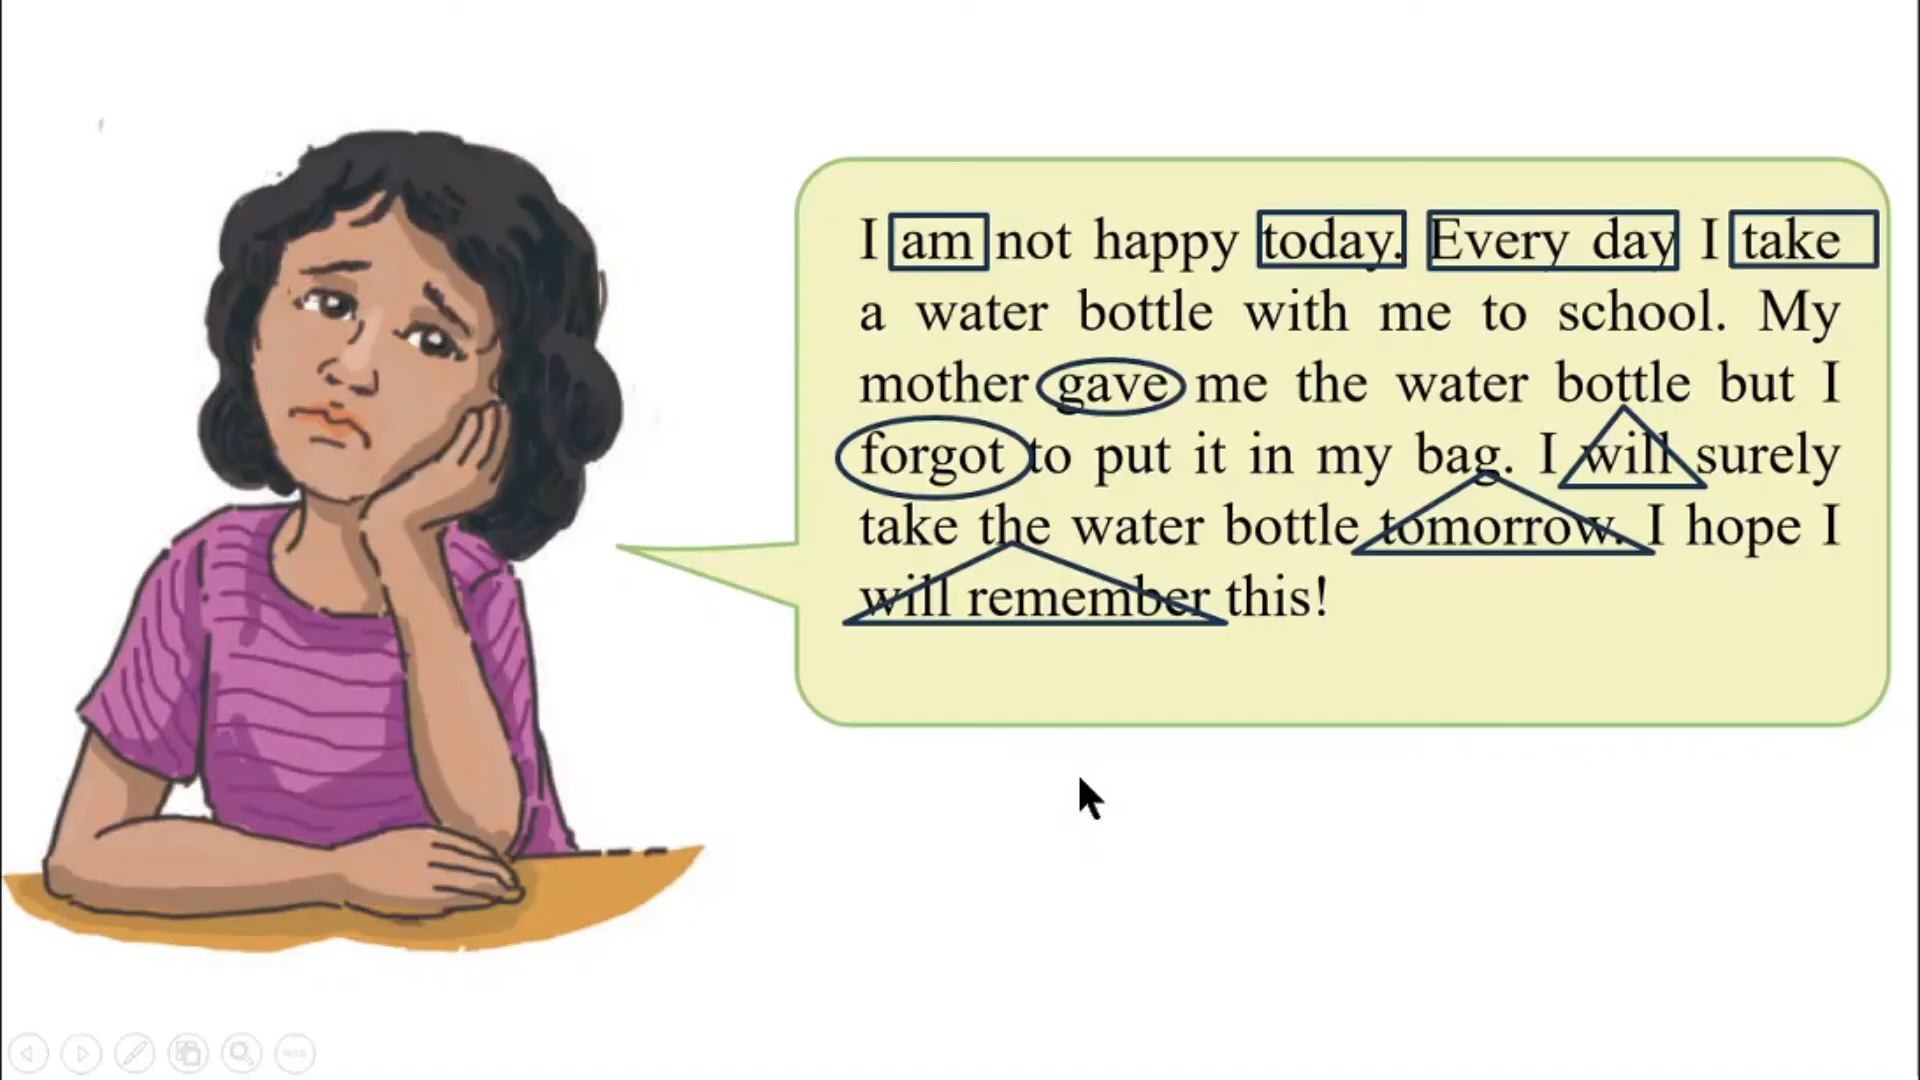 I am not happy today. Every day I take
a water bottle with me to school. My
mother gave me the water bottle but I
forgot to put it in my bag. I will surely
take the water bottle tomorrow. I hope I
will remember this!